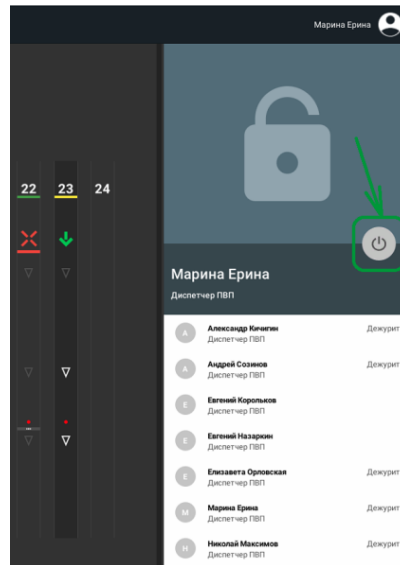 Марина Ерина
22 23 24
Марина Ерина
Диспетчер ПВП
А Александр Кичигин Дежурит
Диспетчер ПВП
А Андрей Созинов Дежурит
Диспетчер ПВП
Е Евгений Корольков
Диспетчер ПВП
Е Евгений Назаркин
Диспетчер ПВП
Е Елизавета Орловская Дежурит
Диспетчер ПВП
М Марина Ерина Дежурит
Диспетчер ПВП
Н Николай Максимов Дежурит
Диспетчер ПВП